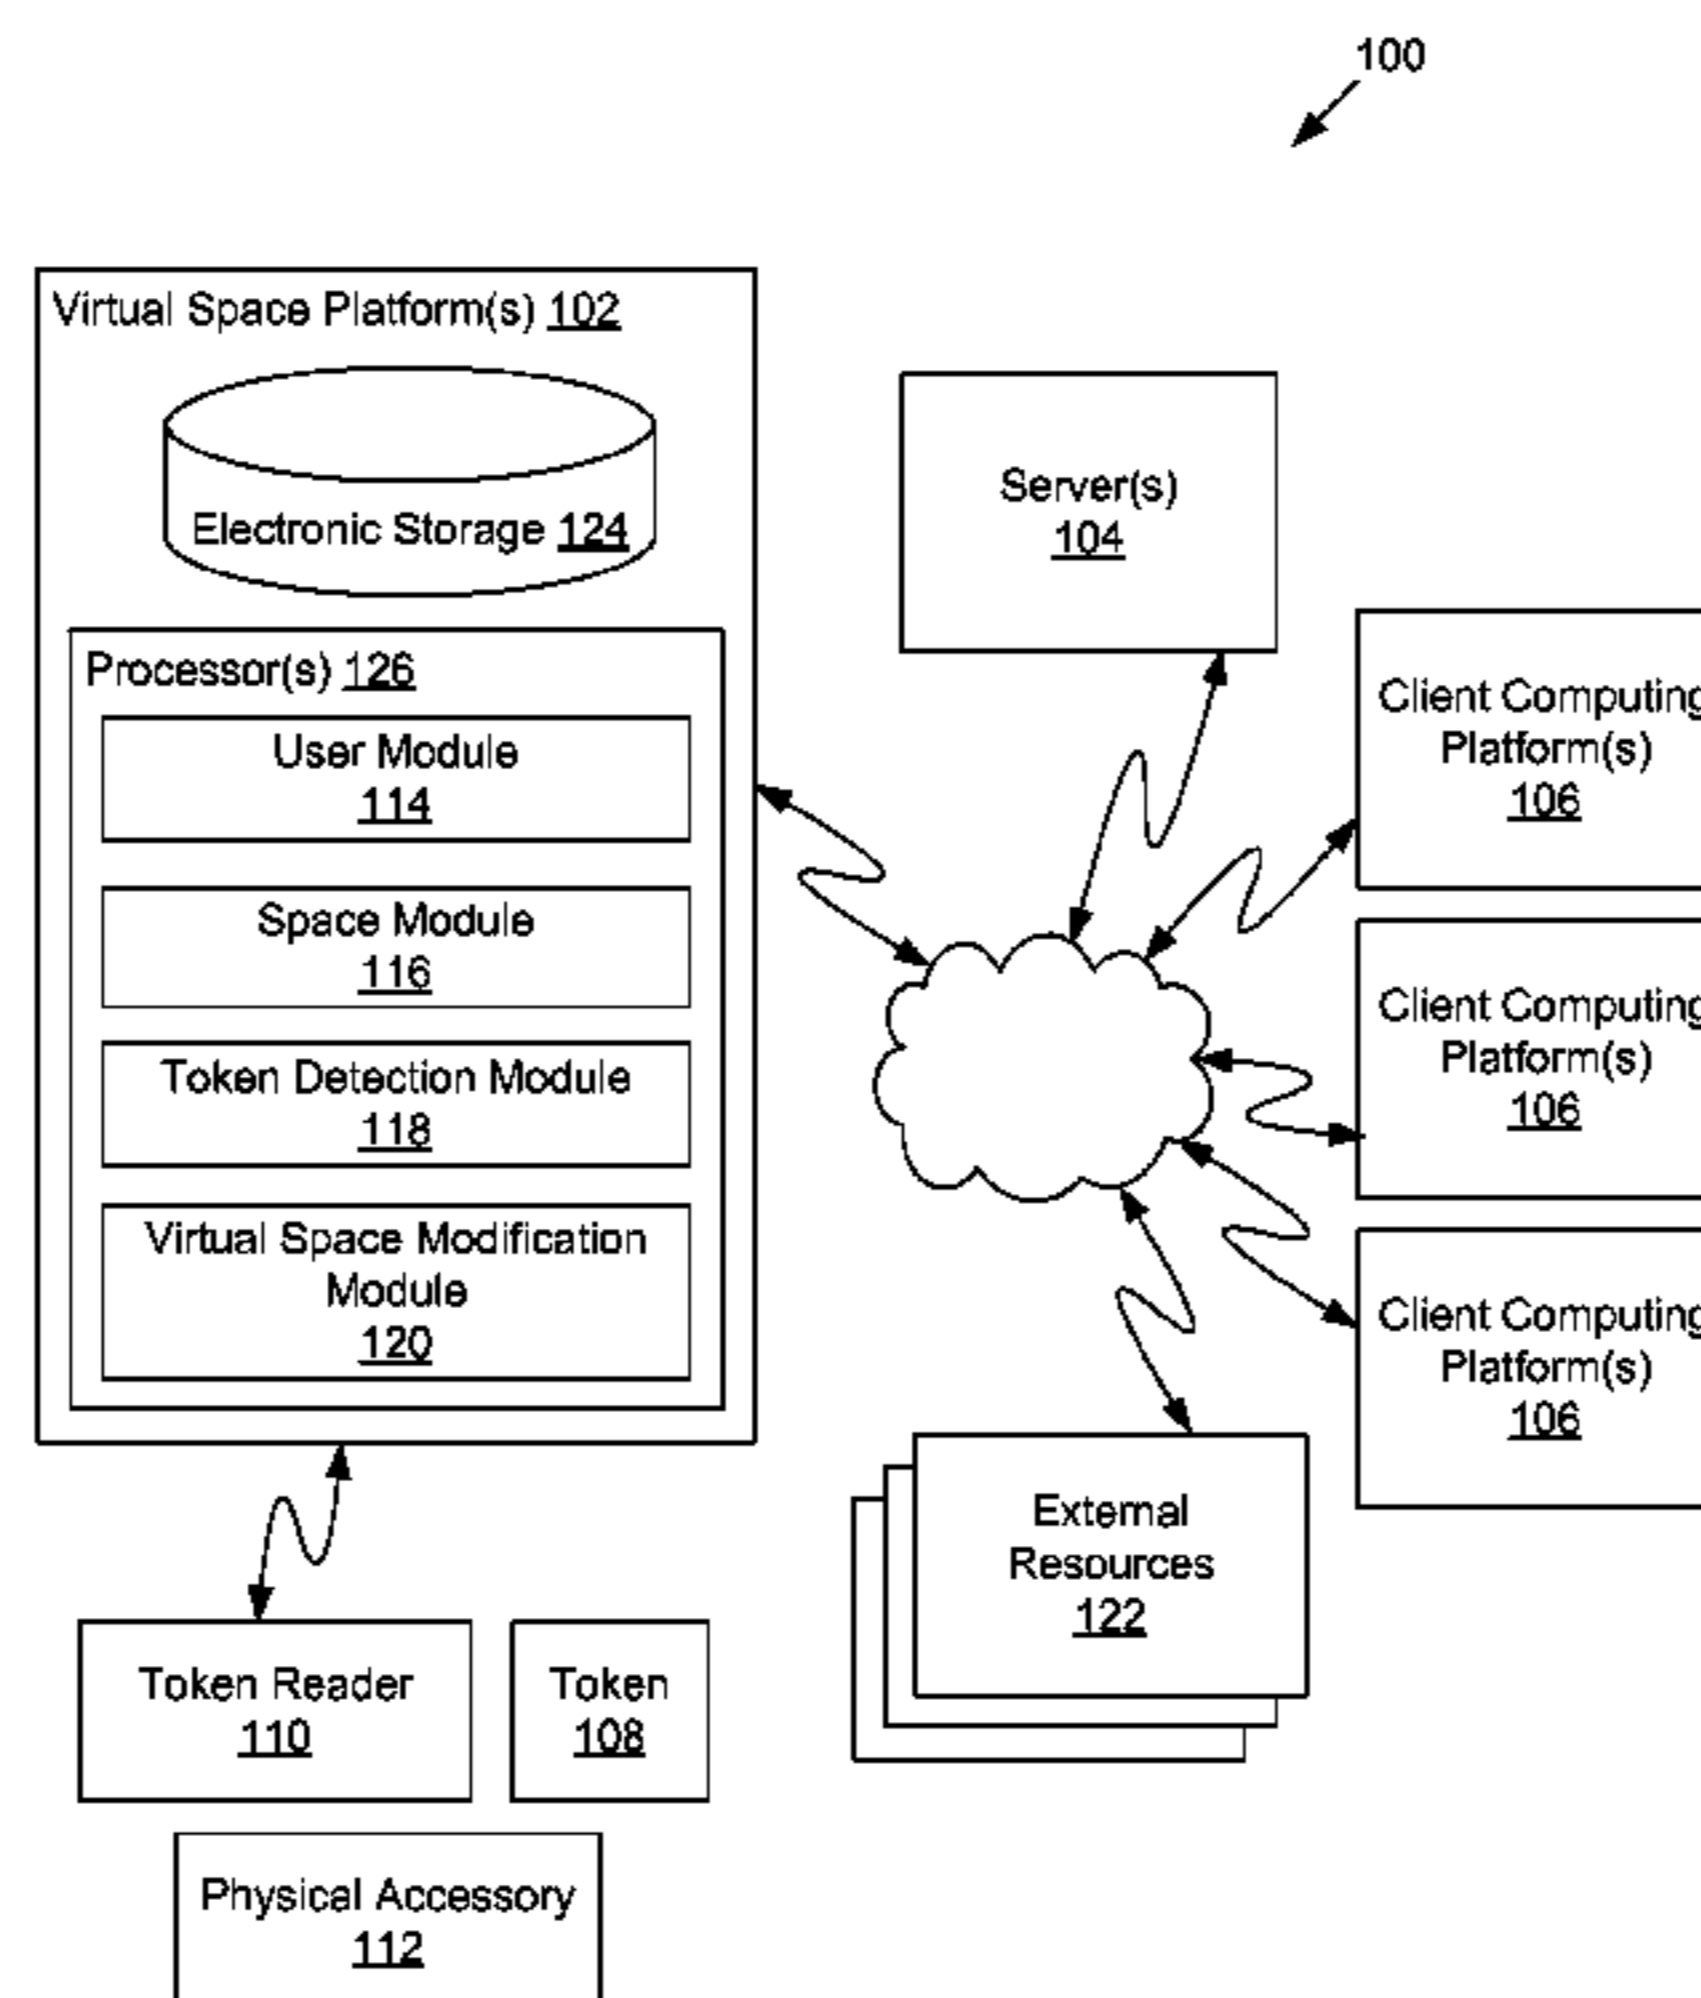 100
Virtual Space Platform(s) 102
Electronic Storage 124
Processor(s) 126
User Module
114
Space Module
116
Token Detection Module
118
Virtual Space Modification
Module
120
Server(s)
104
Client Computing
Platform(s)
106
Client Computing
Platform(s)
106
Client Computing
Platform(s)
106
External
Resources
122
Token Reader
110
Token
108
Physical Accessory
112